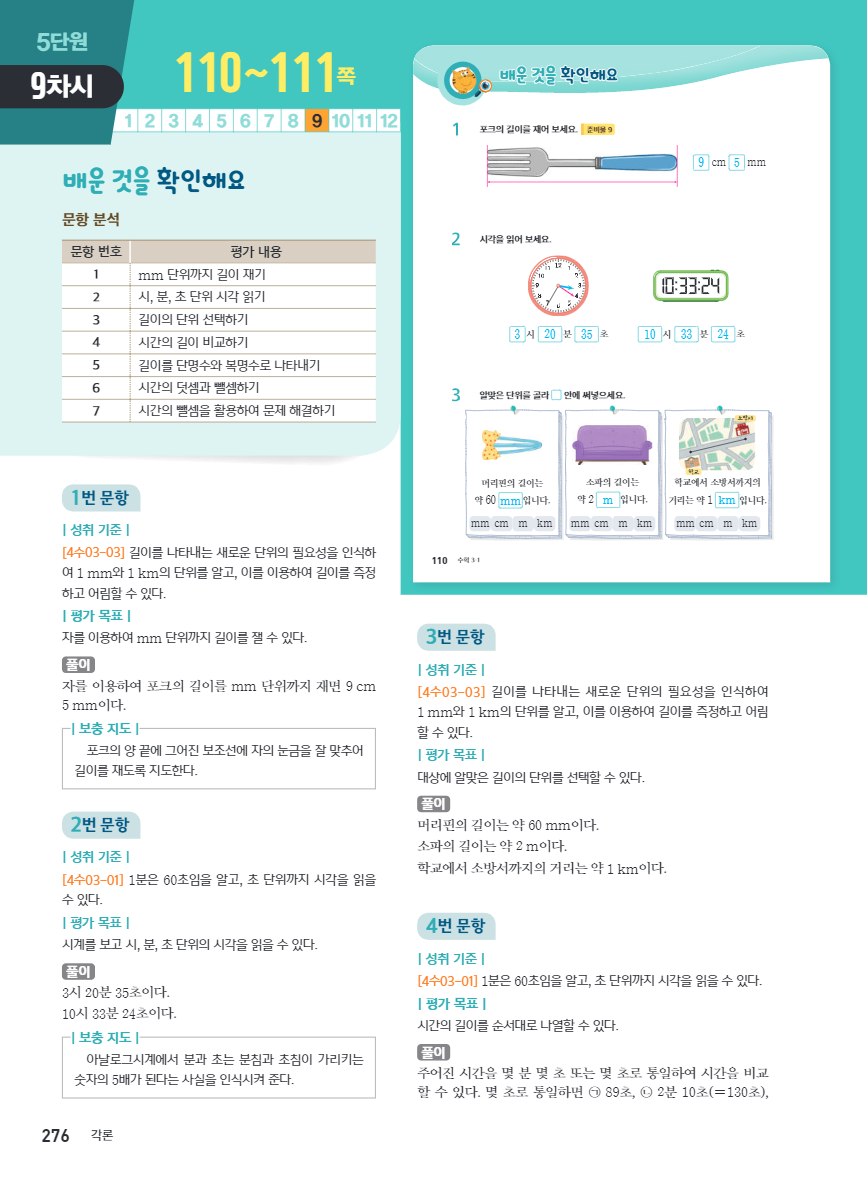 5단원
9차시
110~111쪽
1 2 3 4 5 6 7 8 9 10 11 12
배운 것을 확인해요
문항 분석
문항 번호 평가 내용
1 mm 단위까지 길이 재기
2 시, 분, 초 단위 시각 읽기
3 길이의 단위 선택하기
4 시간의 길이 비교하기
5 길이를 단명수와 복명수로 나타내기
6 시간의 덧셈과 뺄셈하기
7 시간의 뺄셈을 활용하여 문제 해결하기
1번 문항
| 성취 기준 |
[4수03-03] 길이를 나타내는 새로운 단위의 필요성을 인식하
여 1 mm와 1 km의 단위를 알고, 이를 이용하여 길이를 측정
하고 어림할 수 있다.
| 평가 목표 |
자를 이용하여 mm 단위까지 길이를 잴 수 있다.
풀이
자를 이용하여 포크의 길이를 mm 단위까지 재면 9 cm
5 mm이다.
| 보충 지도 |
포크의 양 끝에 그어진 보조선에 자의 눈금을 잘 맞추어
길이를 재도록 지도한다.
2번 문항
| 성취 기준 |
[4수03-01] 1분은 60초임을 알고, 초 단위까지 시각을 읽을
수 있다.
| 평가 목표 |
시계를 보고 시, 분, 초 단위의 시각을 읽을 수 있다.
풀이
3시 20분 35초이다.
10시 33분 24초이다.
| 보충 지도 |
아날로그시계에서 분과 초는 분침과 초침이 가리키는
숫자의 5배가 된다는 사실을 인식시켜 준다.
배운 것을 확인해요
1 포크의 길이를 재어 보세요. 준비물 9
9 cm 5 mm
2 시각을 읽어 보세요.
12 1 2 3 4 5 6 7 8 9 10 11
10:33:24
3 시 20 분 35 초 10 시 33 분 24 초
3 알맞은 단위를 골라 □ 안에 써넣으세요.
소방서
학교
머리핀의 길이는 소파의 길이는 학교에서 소방서까지의
약 60 mm 입니다. 약 2 m 입니다. 거리는 약 1 km 입니다.
mm cm m km mm cm m km mm cm m km
110 수학 3-1
3번 문항
| 성취 기준 |
[4수03-03] 길이를 나타내는 새로운 단위의 필요성을 인식하여
1 mm와 1 km의 단위를 알고, 이를 이용하여 길이를 측정하고 어림
할 수 있다.
| 평가 목표 |
대상에 알맞은 길이의 단위를 선택할 수 있다.
풀이
머리핀의 길이는 약 60 mm이다.
소파의 길이는 약 2 m이다.
학교에서 소방서까지의 거리는 약 1 km이다.
4번 문항
| 성취 기준 |
[4수03-01] 1분은 60초임을 알고, 초 단위까지 시각을 읽을 수 있다.
| 평가 목표 |
시간의 길이를 순서대로 나열할 수 있다.
풀이
주어진 시간을 몇 분 몇 초 또는 몇 초로 통일하여 시간을 비교
할 수 있다. 몇 초로 통일하면 ㉠ 89초, ㉡ 2분 10초(=130초),
276 각론